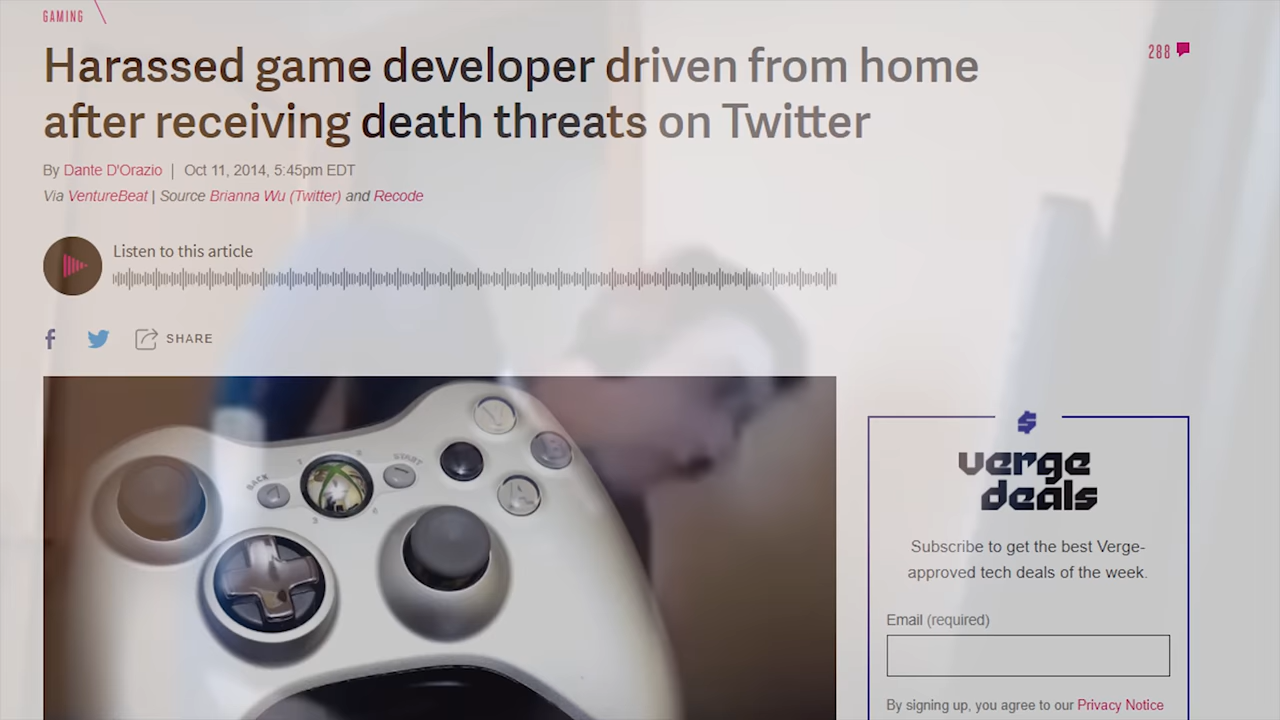 GAMING
288
Harassed game developer driven from home
after receiving death threats on Twitter
By Dante D'Orazio | Oct 11, 2014, 5:45pm EDT
Via VentureBeat | Source Brianna Wu (Twitter) and Recode
Listen to this article
SHARE
BACK
START
verge
deals
Subscribe to get the best Verge-
approved tech deals of the week.
Email (required)
By signing up, you agree to our Privacy Notice